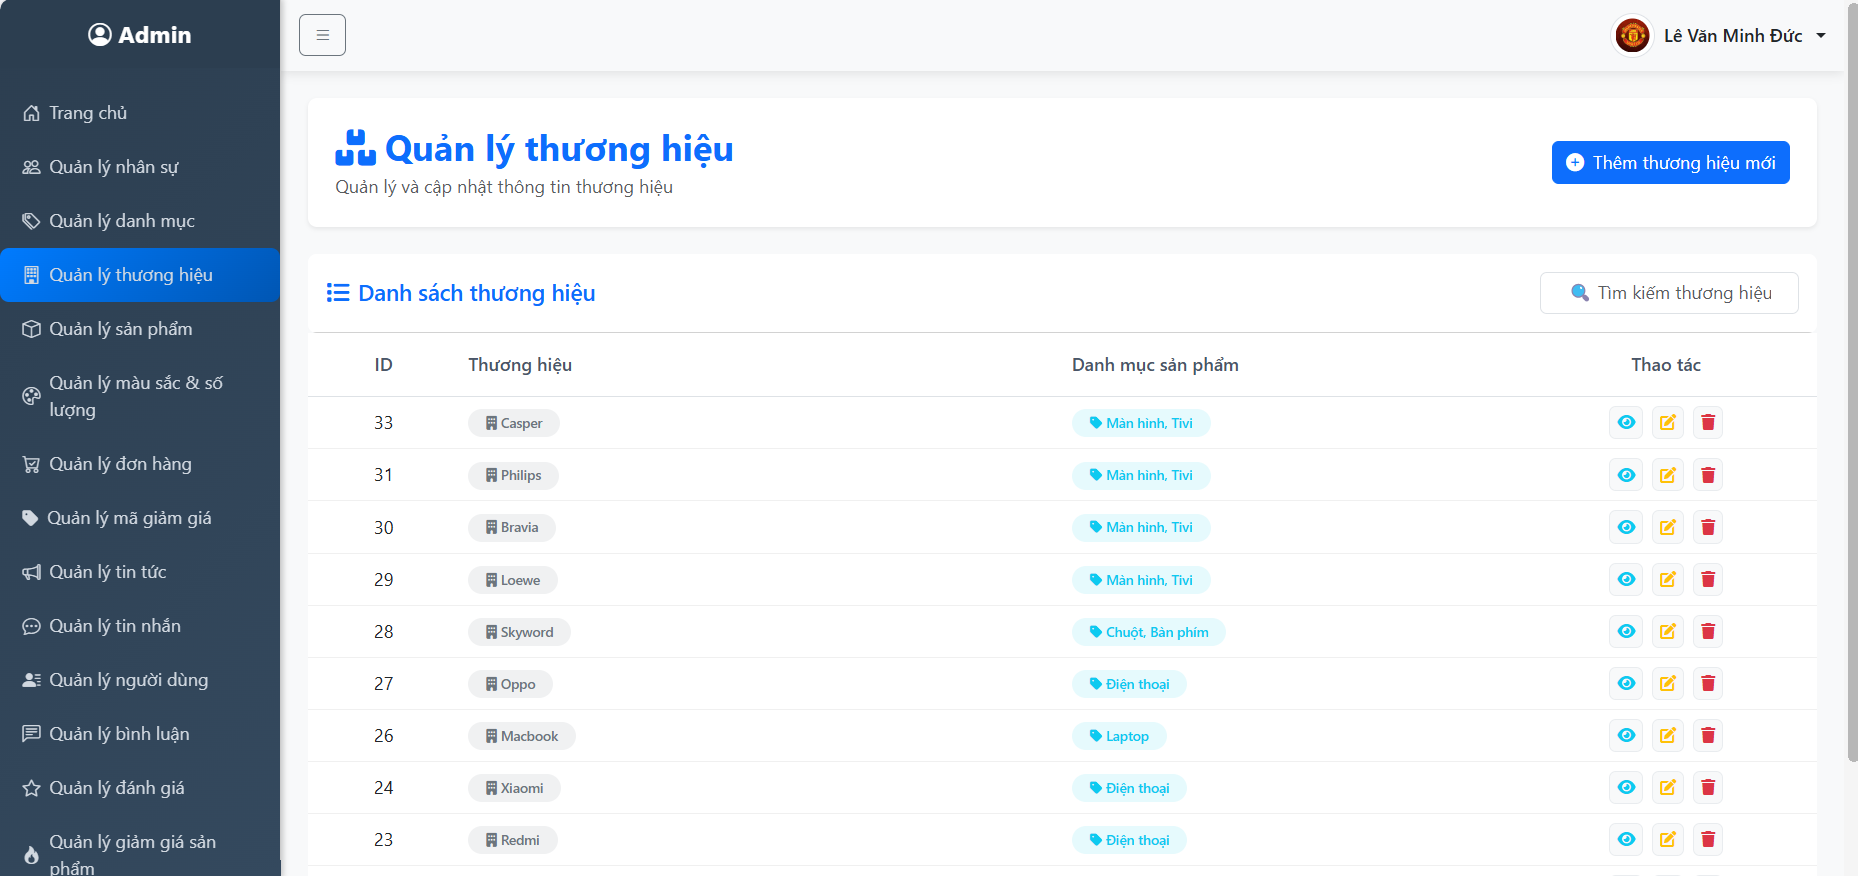 Admin
Lê Văn Minh Đức
Trang chủ
Quản lý nhân sự
Quản lý danh mục
Quản lý thương hiệu
Quản lý sản phẩm
Quản lý màu sắc & số
lượng
Quản lý đơn hàng
Quản lý mã giảm giá
Quản lý tin tức
Quản lý tin nhắn
Quản lý người dùng
Quản lý bình luận
Quản lý đánh giá
Quản lý giảm giá sản
phẩm
Quản lý thương hiệu
Quản lý và cập nhật thông tin thương hiệu
Thêm thương hiệu mới
Danh sách thương hiệu
Tìm kiếm thương hiệu
ID Thương hiệu Danh mục sản phẩm Thao tác
33 Casper Màn hình, Tivi
31 Philips Màn hình, Tivi
30 Bravia Màn hình, Tivi
29 Loewe Màn hình, Tivi
28 Skyword Chuột, Bàn phím
27 Oppo Điện thoại
26 Macbook Laptop
24 Xiaomi Điện thoại
23 Redmi Điện thoại